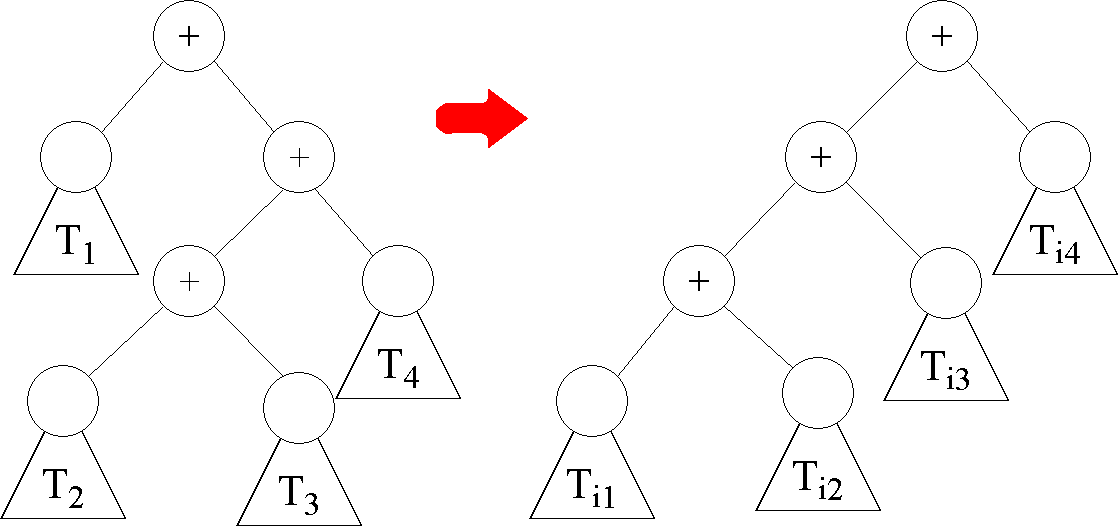 + +
+ +
T1 Ti4
+ +
T4 Ti3
T2 T3 Ti1 Ti2